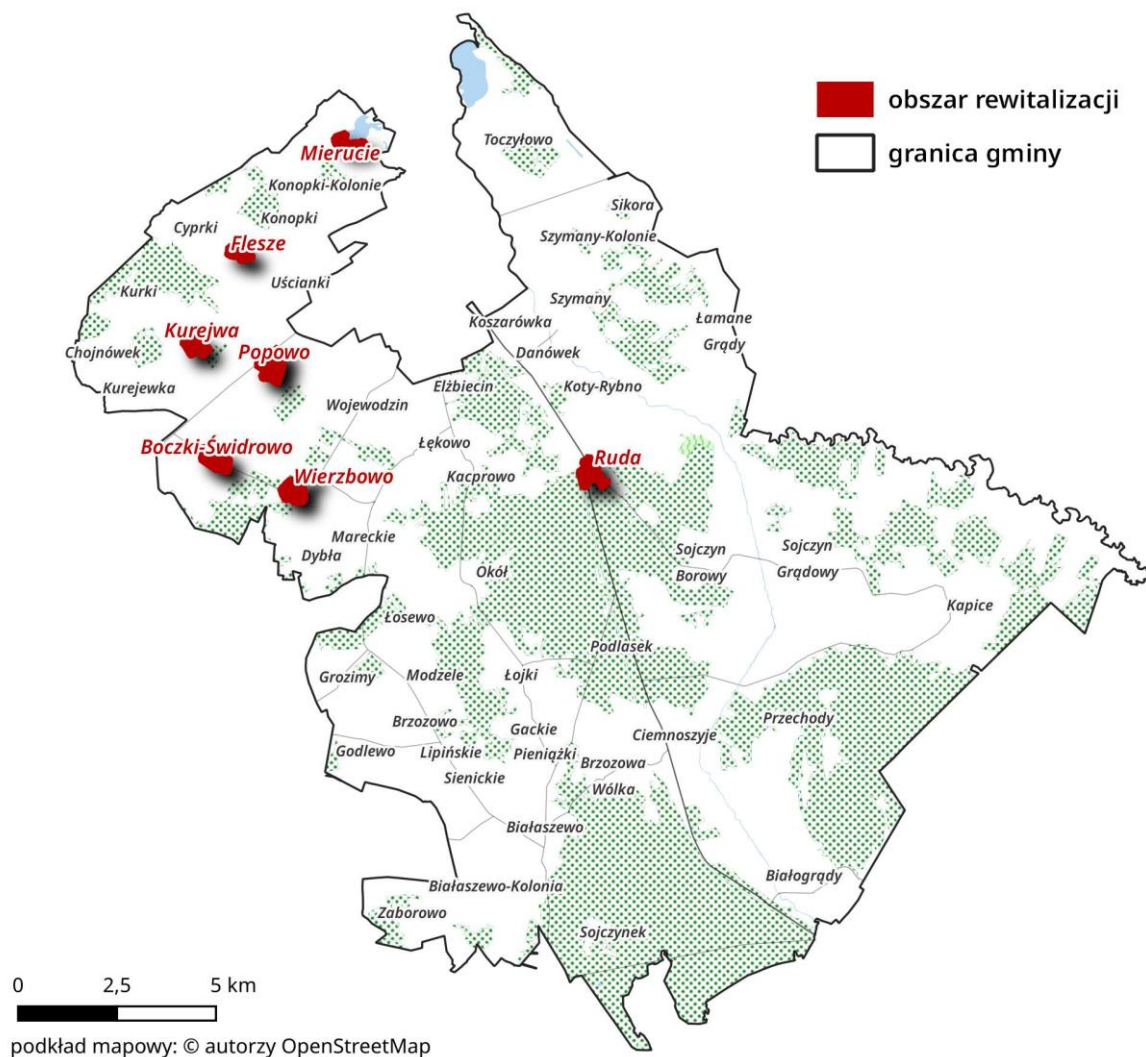 obszar rewitalizacji
granica gminy
Toczyłowo
Mierucie
Konopki-Kolonie
Sikora
Konopki
Cyprki
Szymany-Kolonie
Flesze
Uścianki
Kurki
Szymany
Łamane
Grądy
Koszarówka
Kurejwa
Popowo
Danówek
Chojnówek
Kurejewka
Elżbiecin
Koty-Rybno
Wojewodzin
Boczki-Świdrowo
Łękowo
Ruda
Wierzbowo
Kacprowo
Mareckie
Dybła
Sojczyn
Borowy
Sojczyn
Grądowy
Okół
Kapice
Łosewo
Podlasek
Grozimy
Modzele
Łojki
Brzozowo
Przechody
Gackie
Ciemnoszyje
Godlewo
Lipińskie
Pieniążki
Brzozowa
Wólka
Sienickie
Białaszewo
Białogrądy
Białaszewo-Kolonia
Zaborowo
Sojczynek
0 2,5 5 km
podkład mapowy: © autorzy OpenStreetMap